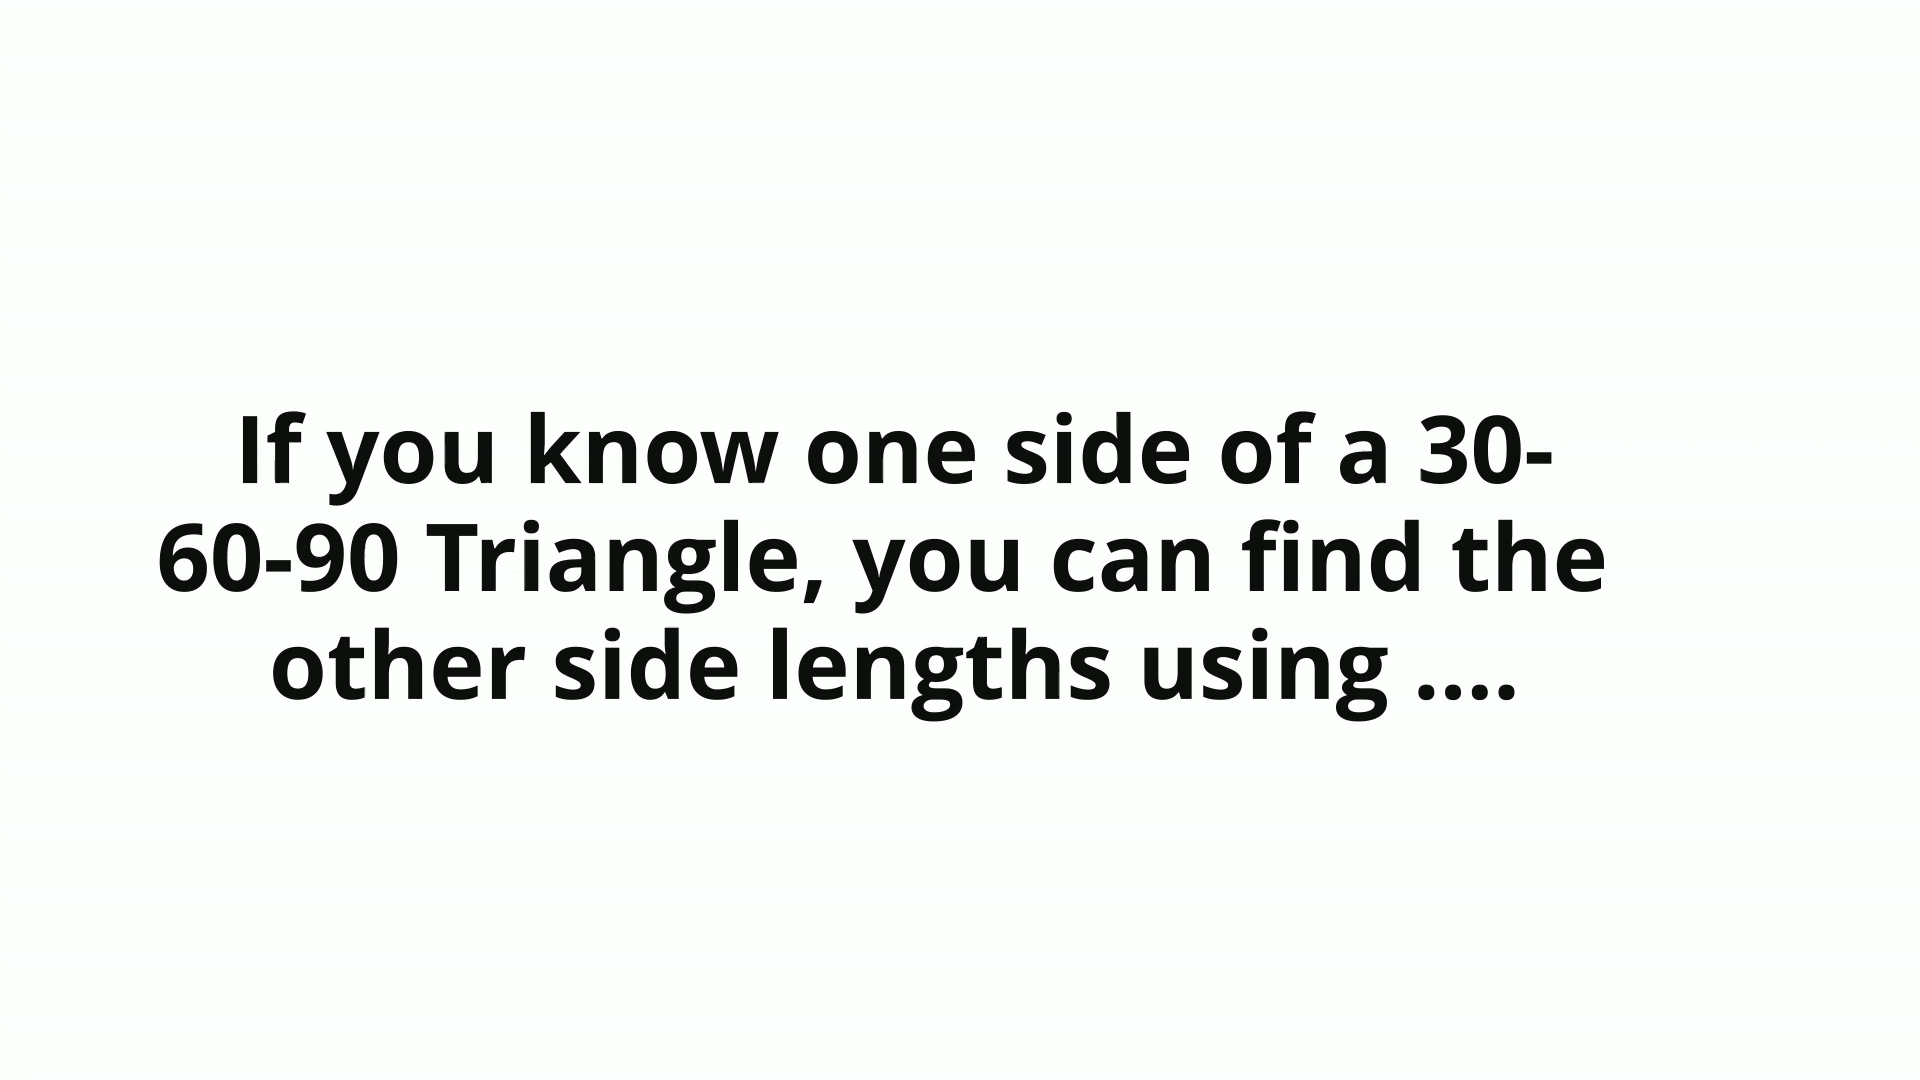 If you know one side of a 30-
60-90 Triangle, you can find the
other side lengths using ....